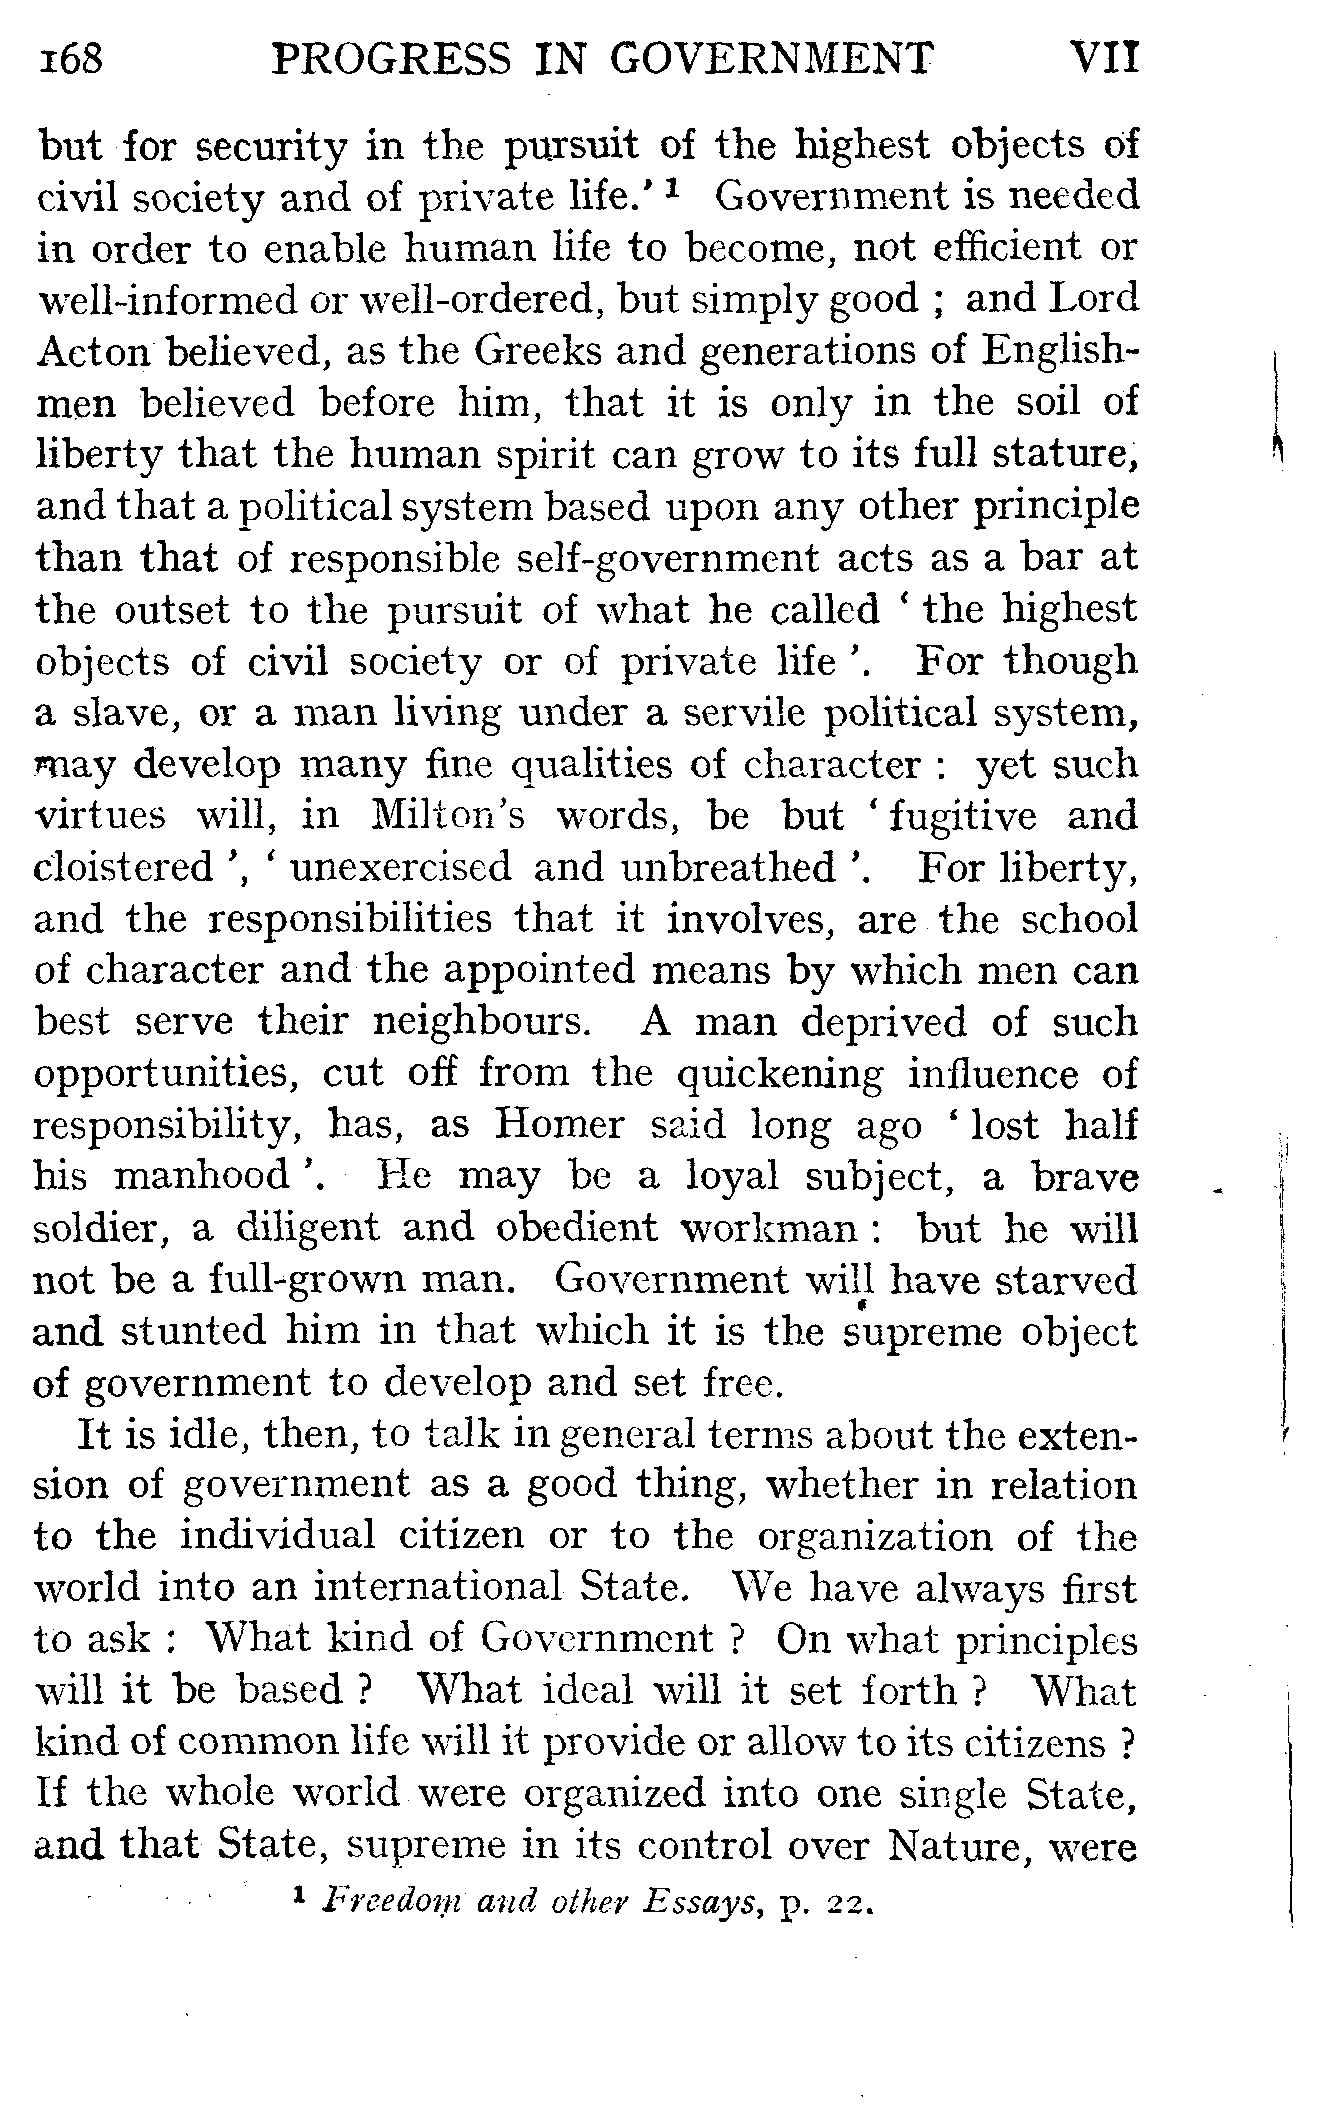 168 PROGRESS IN GOVERNMENT VII
but for security in the pursuit of the highest objects of
civil society and of private life.’ ¹ Government is needed
in order to enable human life to become, not efficient or
well-informed or well-ordered, but simply good ; and Lord
Acton believed, as the Greeks and generations of English-
men believed before him, that it is only in the soil of
liberty that the human spirit can grow to its full stature,
and that a political system based upon any other principle
than that of responsible self-government acts as a bar at
the outset to the pursuit of what he called ‘ the highest
objects of civil society or of private life ’. For though
a slave, or a man living under a servile political system,
may develop many fine qualities of character : yet such
virtues will, in Milton’s words, be but ‘ fugitive and
cloistered ’, ‘ unexercised and unbreathed ’. For liberty,
and the responsibilities that it involves, are the school
of character and the appointed means by which men can
best serve their neighbours. A man deprived of such
opportunities, cut off from the quickening influence of
responsibility, has, as Homer said long ago ‘ lost half
his manhood ’. He may be a loyal subject, a brave
soldier, a diligent and obedient workman : but he will
not be a full-grown man. Government will have starved
and stunted him in that which it is the supreme object
of government to develop and set free.
It is idle, then, to talk in general terms about the exten-
sion of government as a good thing, whether in relation
to the individual citizen or to the organization of the
world into an international State. We have always first
to ask : What kind of Government ? On what principles
will it be based ? What ideal will it set forth ? What
kind of common life will it provide or allow to its citizens ?
If the whole world were organized into one single State,
and that State, supreme in its control over Nature, were
¹ Freedom and other Essays, p. 22.